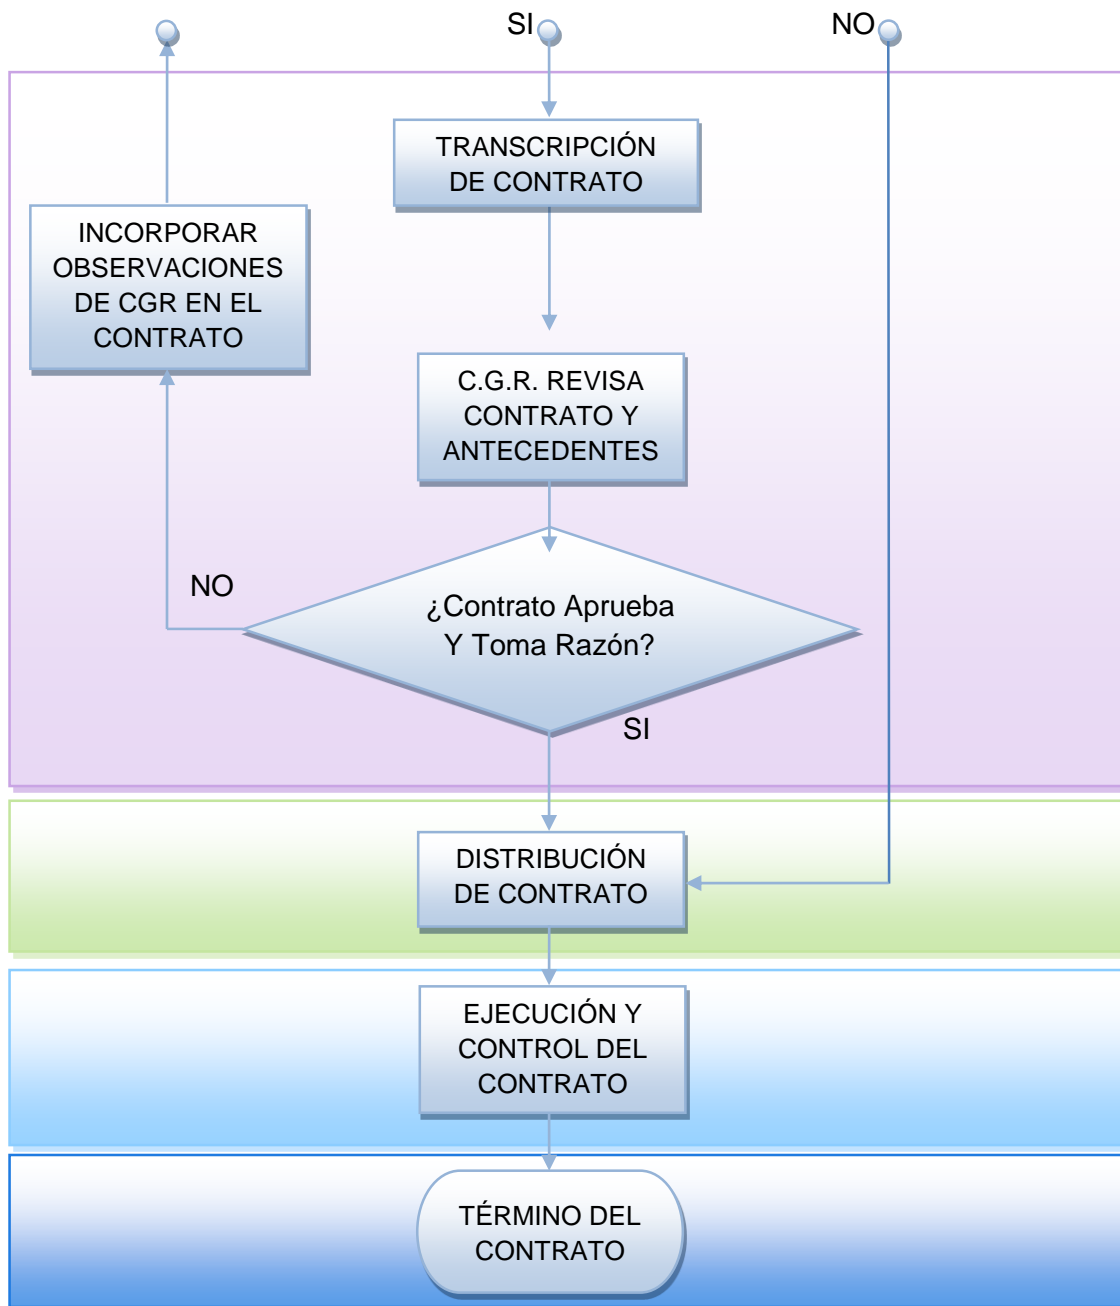 SI
NO
TRANSCRIPCIÓN
DE CONTRATO
INCORPORAR
OBSERVACIONES
DE CGR EN EL
CONTRATO
C.G.R. REVISA
CONTRATO Y
ANTECEDENTES
NO
¿Contrato Aprueba
Y Toma Razón?
SI
DISTRIBUCIÓN
DE CONTRATO
EJECUCIÓN Y
CONTROL DEL
CONTRATO
TÉRMINO DEL
CONTRATO